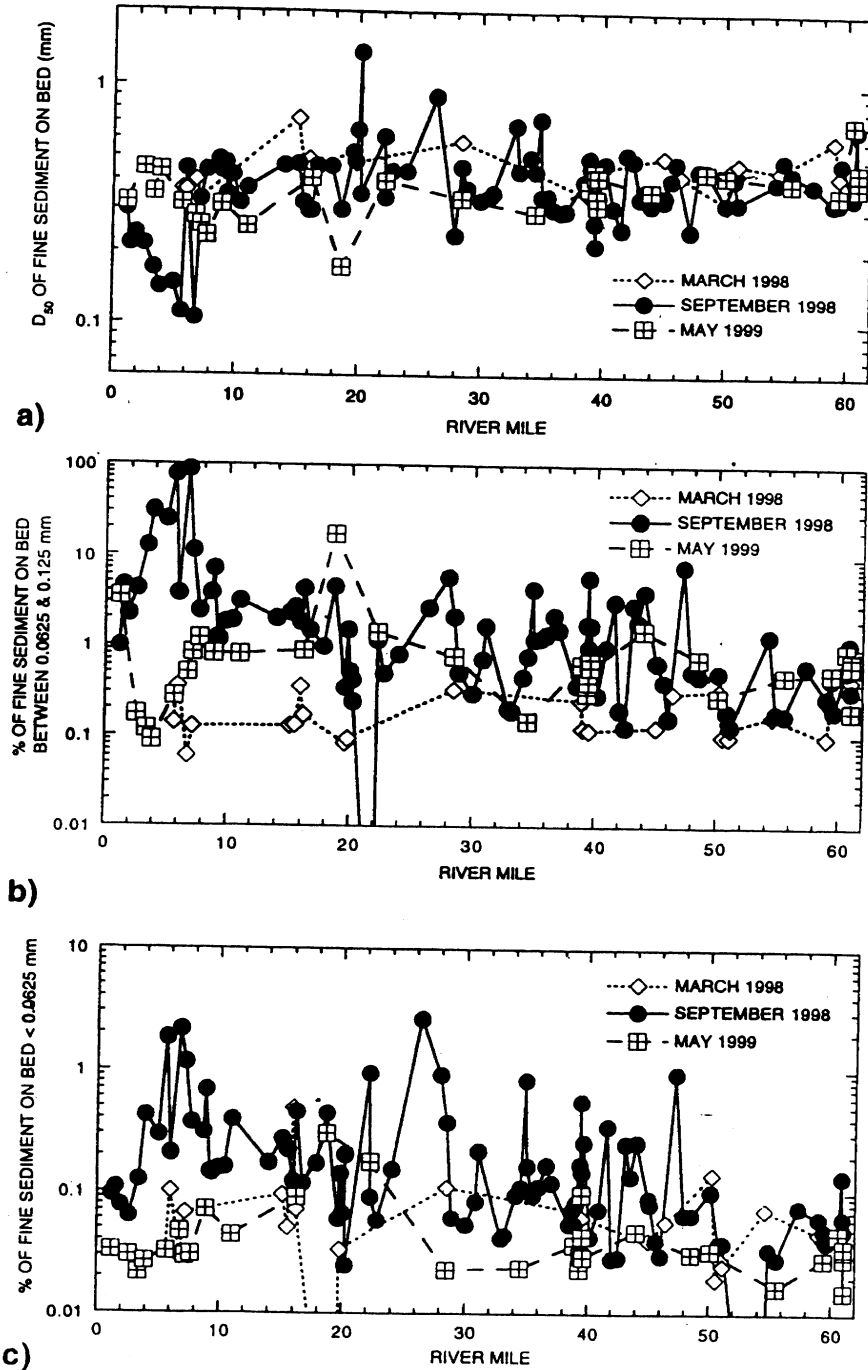 D50 OF FINE SEDIMENT ON BED (mm)
1
0.1
MARCH 1998
SEPTEMBER 1998
MAY 1999
0 10 20 30 40 50 60
RIVER MILE
a)
% OF FINE SEDIMENT ON BED
BETWEEN 0.0625 & 0.125 mm
100
10
1
0.1
0.01
MARCH 1998
SEPTEMBER 1998
MAY 1999
0 10 20 30 40 50 60
RIVER MILE
b)
% OF FINE SEDIMENT ON BED < 0.0625 mm
10
1
0.1
0.01
MARCH 1998
SEPTEMBER 1998
MAY 1999
0 10 20 30 40 50 60
RIVER MILE
c)